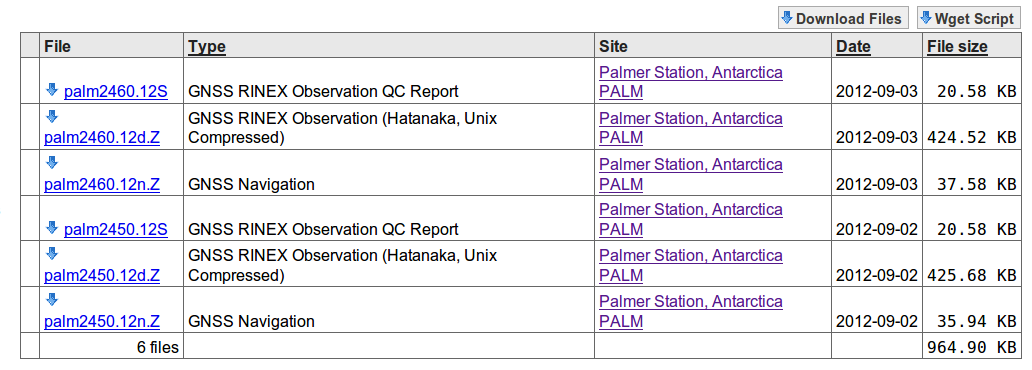 Download Files Wget Script
File Type Site Date File size
palm2460.12S GNSS RINEX Observation QC Report Palmer Station, Antarctica PALM 2012-09-03 20.58 KB
palm2460.12d.Z GNSS RINEX Observation (Hatanaka, Unix Compressed) Palmer Station, Antarctica PALM 2012-09-03 424.52 KB
palm2460.12n.Z GNSS Navigation Palmer Station, Antarctica PALM 2012-09-03 37.58 KB
palm2450.12S GNSS RINEX Observation QC Report Palmer Station, Antarctica PALM 2012-09-02 20.58 KB
palm2450.12d.Z GNSS RINEX Observation (Hatanaka, Unix Compressed) Palmer Station, Antarctica PALM 2012-09-02 425.68 KB
palm2450.12n.Z GNSS Navigation Palmer Station, Antarctica PALM 2012-09-02 35.94 KB
6 files 964.90 KB